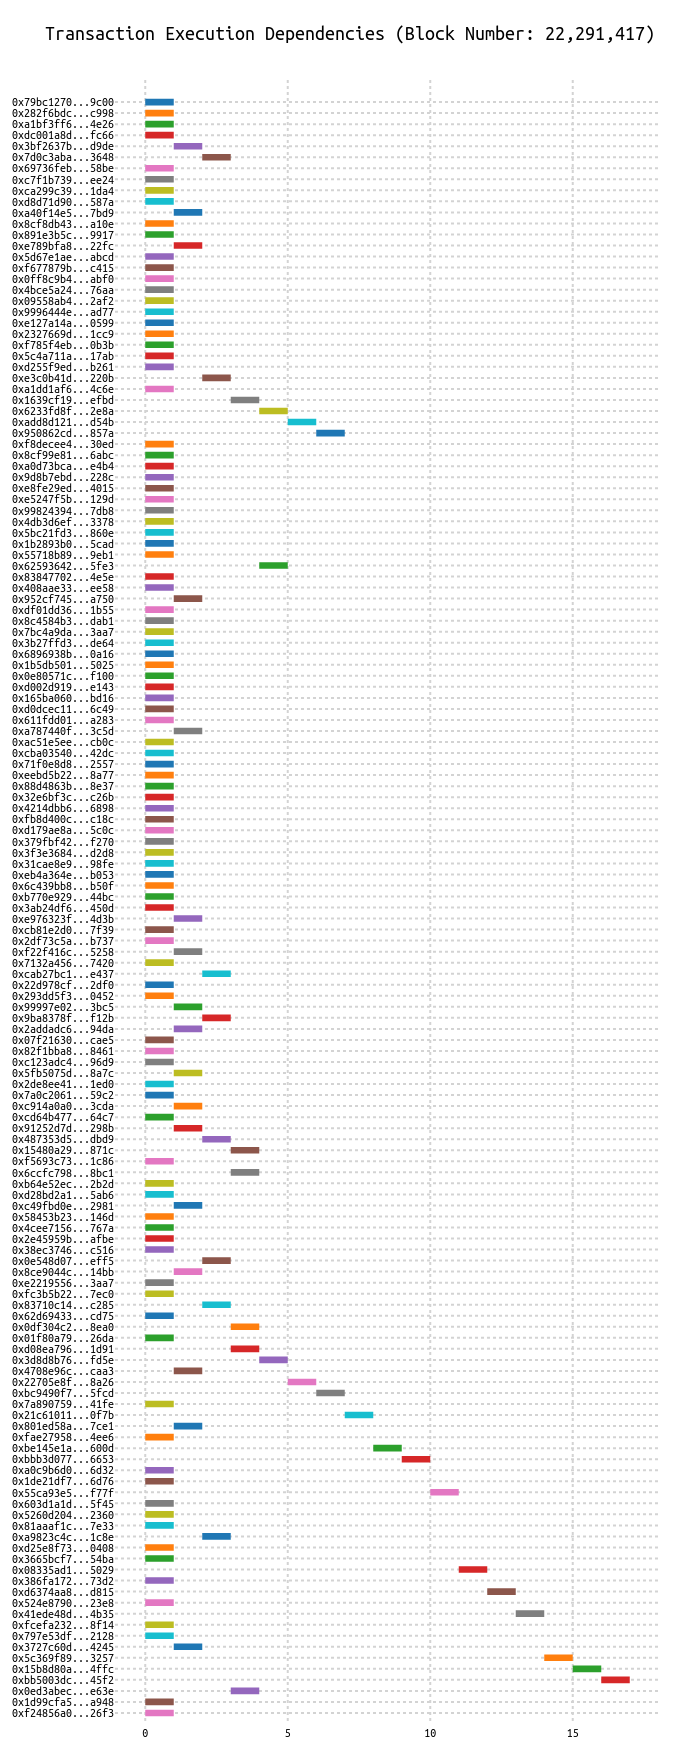 Transaction Execution Dependencies (Block Number: 22,291,417)
0x79bc1270...9c00
0x282f6bdc...c998
0xa1bf3ff6...4e26
0xdc001a8d...fc66
0x3bf2637b...d9de
0x7d0c3aba...3648
0x69736feb...58be
0xc7f1b739...ee24
0xca299c39...1da4
0xd8d71d90...587a
0xa40f14e5...7bd9
0x8cf8db43...a10e
0x891e3b5c...9917
0xe789bfa8...22fc
0x5d67e1ae...abcd
0xf677879b...c415
0x0ff8c9b4...abf0
0x4bce5a24...76aa
0x09558ab4...2af2
0x9996444e...ad77
0xe127a14a...0599
0x2327669d...1cc9
0xf785f4eb...0b3b
0x5c4a711a...17ab
0xd255f9ed...b261
0xe3c0b41d...220b
0xa1dd1af6...4c6e
0x1639cf19...efbd
0x6233fd8f...2e8a
0xadd8d121...d54b
0x950862cd...857a
0xf8decee4...30ed
0x8cf99e81...6abc
0xa0d73bca...e4b4
0x9d8b7ebd...228c
0xe8fe29ed...4015
0xe5247f5b...129d
0x99824394...7db8
0x4db3d6ef...3378
0x5bc21fd3...860e
0x1b2893b0...5cad
0x55718b89...9eb1
0x62593642...5fe3
0x83847702...4e5e
0x408aae33...ee58
0x952cf745...a750
0xdf01dd36...1b55
0x8c4584b3...dab1
0x7bc4a9da...3aa7
0x3b27ffd3...de64
0x6896938b...0a16
0x1b5db501...5025
0x0e80571c...f100
0xd002d919...e143
0x165ba060...bd16
0xd0dcec11...6c49
0x611fdd01...a283
0xa787440f...3c5d
0xac51e5ee...cb0c
0xcba03540...42dc
0x71f0e8d8...2557
0xeebd5b22...8a77
0x88d4863b...8e37
0x32e6bf3c...c26b
0x4214dbb6...6898
0xfb8d400c...c18c
0xd179ae8a...5c0c
0x379fbf42...f270
0x3f3e3684...d2d8
0x31cae8e9...98fe
0xeb4a364e...b053
0x6c439bb8...b50f
0xb770e929...44bc
0x3ab24df6...450d
0xe976323f...4d3b
0xcb81e2d0...7f39
0x2df73c5a...b737
0xf22f416c...5258
0x7132a456...7420
0xcab27bc1...e437
0x22d978cf...2df0
0x293dd5f3...0452
0x99997e02...3bc5
0x9ba8378f...f12b
0x2addadc6...94da
0x07f21630...cae5
0x82f1bba8...8461
0xc123adc4...96d9
0x5fb5075d...8a7c
0x2de8ee41...1ed0
0x7a0c2061...59c2
0xc914a0a0...3cda
0xcd64b477...64c7
0x91252d7d...298b
0x487353d5...dbd9
0x15480a29...871c
0xf5693c73...1c86
0x6ccfc798...8bc1
0xb64e52ec...2b2d
0xd28bd2a1...5ab6
0xc49fbd0e...2981
0x58453b23...146d
0x4cee7156...767a
0x2e45959b...afbe
0x38ec3746...c516
0x0e548d07...eff5
0x8ce9044c...14bb
0xe2219556...3aa7
0xfc3b5b22...7ec0
0x83710c14...c285
0x62d69433...cd75
0x0df304c2...8ea0
0x01f80a79...26da
0xd08ea796...1d91
0x3d8d8b76...fd5e
0x4708e96c...caa3
0x22705e8f...8a26
0xbc9490f7...5fcd
0x7a890759...41fe
0x21c61011...0f7b
0x801ed58a...7ce1
0xfae27958...4ee6
0xbe145e1a...600d
0xbbb3d077...6653
0xa0c9b6d0...6d32
0x1de21df7...6d76
0x55ca93e5...f77f
0x603d1a1d...5f45
0x5260d204...2360
0x81aaaf1c...7e33
0xa9823c4c...1c8e
0xd25e8f73...0408
0x3665bcf7...54ba
0x08335ad1...5029
0x386fa172...73d2
0xd6374aa8...d815
0x524e8790...23e8
0x41ede48d...4b35
0xfcefa232...8f14
0x797e53df...2128
0x3727c60d...4245
0x5c369f89...3257
0x15b8d80a...4ffc
0xbb5003dc...45f2
0x0ed3abec...e63e
0x1d99cfa5...a948
0xf24856a0...26f3
0 5 10 15